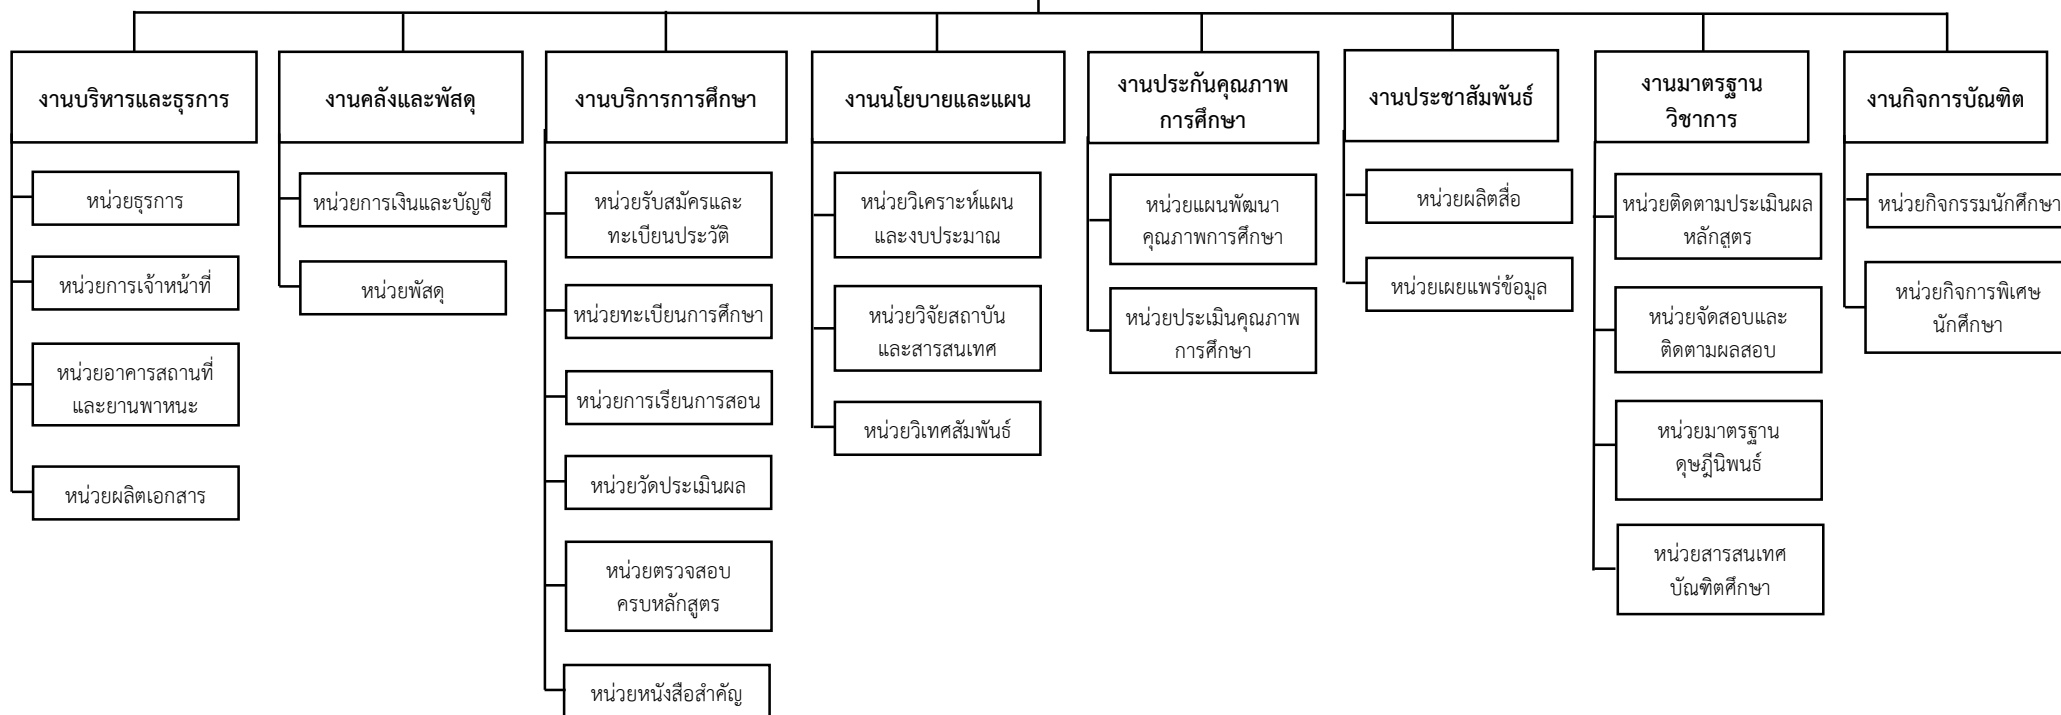 งานบริหารและธุรการ
หน่วยธุรการ
หน่วยการเจ้าหน้าที่
หน่วยอาคารสถานที่
และยานพาหนะ
หน่วยผลิตเอกสาร
งานคลังและพัสดุ
หน่วยการเงินและบัญชี
หน่วยพัสดุ
งานบริการการศึกษา
หน่วยรับสมัครและ
ทะเบียนประวัติ
หน่วยทะเบียนการศึกษา
หน่วยการเรียนการสอน
หน่วยวัดประเมินผล
หน่วยตรวจสอบ
ครบหลักสูตร
หน่วยหนังสือสำคัญ
งานนโยบายและแผน
หน่วยวิเคราะห์แผน
และงบประมาณ
หน่วยวิจัยสถาบัน
และสารสนเทศ
หน่วยวิเทศสัมพันธ์
งานประกันคุณภาพ
การศึกษา
หน่วยแผนพัฒนา
คุณภาพการศึกษา
หน่วยประเมินคุณภาพ
การศึกษา
งานประชาสัมพันธ์
หน่วยผลิตสื่อ
หน่วยเผยแพร่ข้อมูล
งานมาตรฐาน
วิชาการ
หน่วยติดตามประเมินผล
หลักสูตร
หน่วยจัดสอบและ
ติดตามผลสอบ
หน่วยมาตรฐาน
ดุษฎีนิพนธ์
หน่วยสารสนเทศ
บัณฑิตศึกษา
งานกิจการบัณฑิต
หน่วยกิจกรรมนักศึกษา
หน่วยกิจการพิเศษ
นักศึกษา